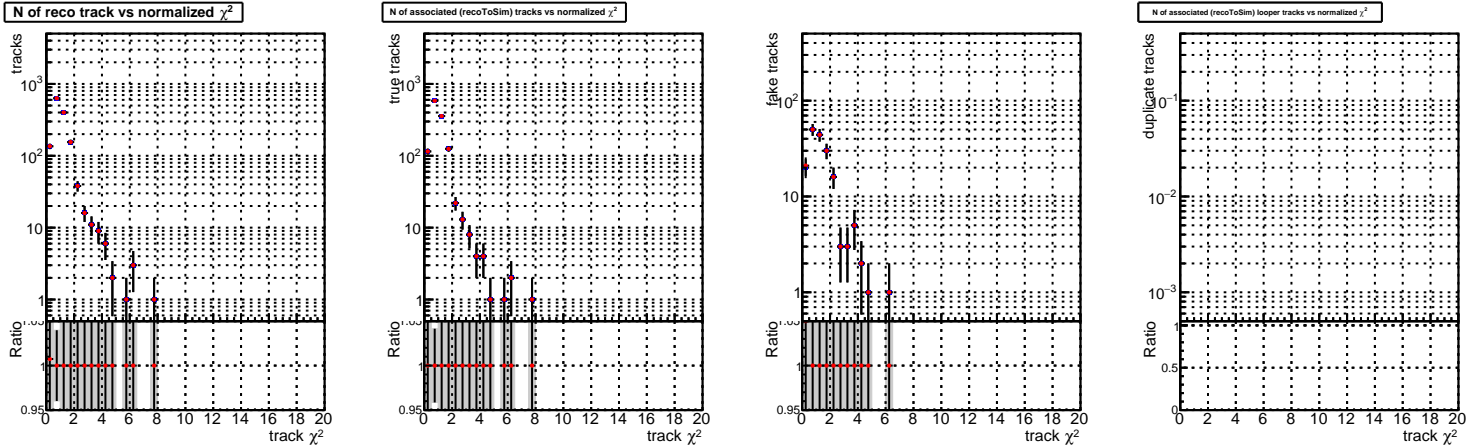 N of reco track vs normalized χ²
tracks
10³
10²
10
1
Ratio
1.05
1
0.95
0 2 4 6 8 10 12 14 16 18 20
track χ²
N of associated (recoToSim) tracks vs normalized χ²
true tracks
10³
10²
10
1
Ratio
1.05
1
0.95
0 2 4 6 8 10 12 14 16 18 20
track χ²
fake tracks
10²
10
1
Ratio
1.05
1
0.95
0 2 4 6 8 10 12 14 16 18 20
track χ²
N of associated (recoToSim) looper tracks vs normalized χ²
duplicate tracks
10⁻¹
10⁻²
10⁻³
Ratio
1
0.5
0
0 2 4 6 8 10 12 14 16 18 20
track χ²